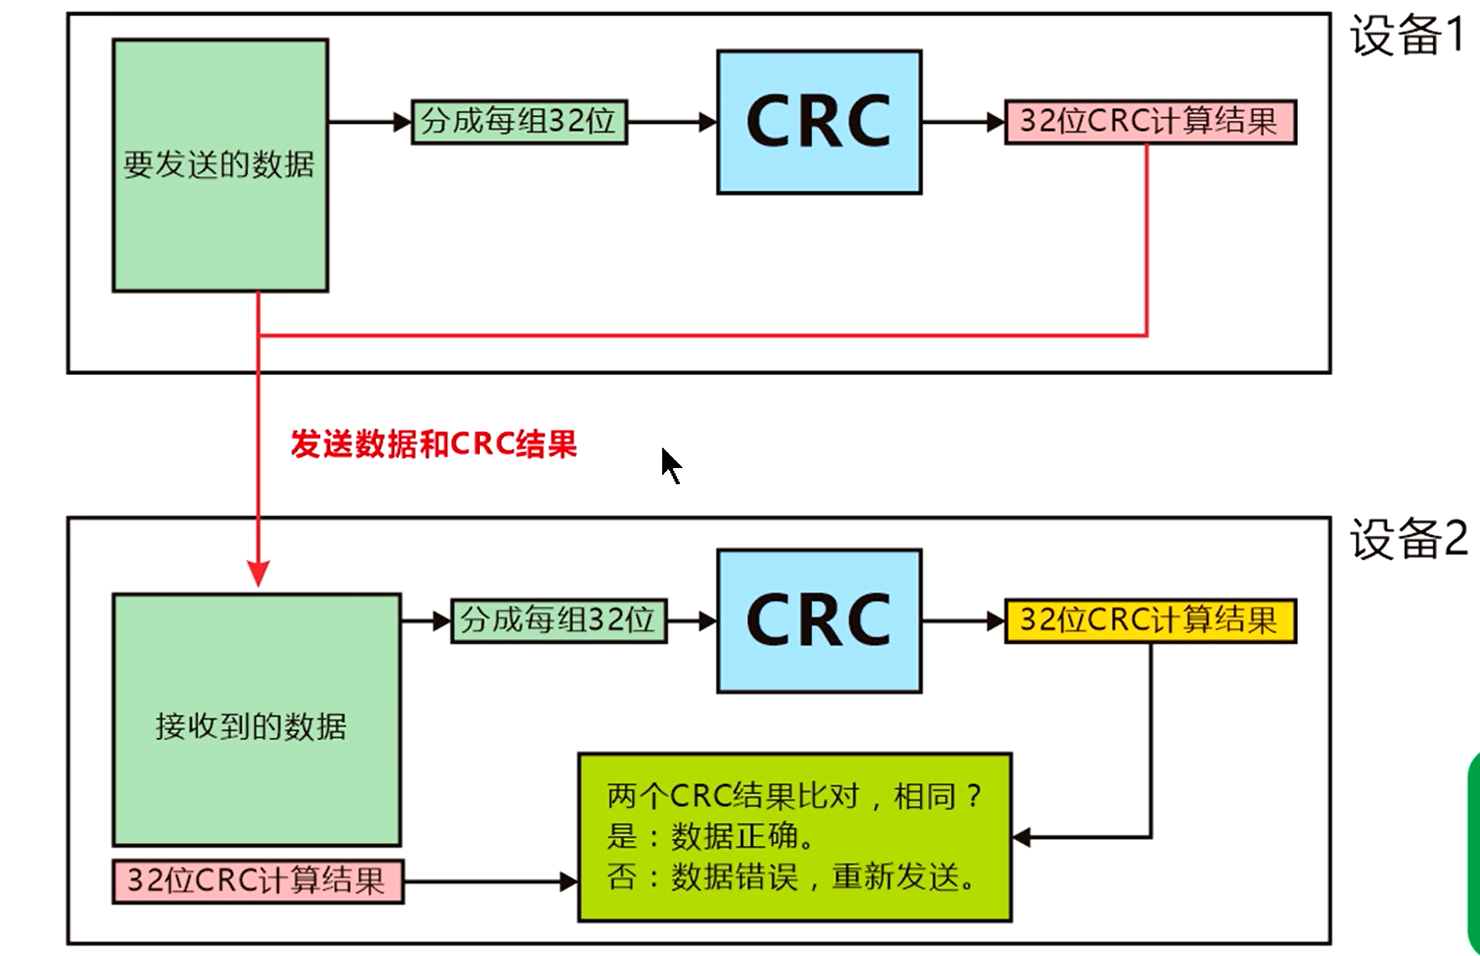 设备1
要发送的数据
分成每组32位
CRC
32位CRC计算结果
发送数据和CRC结果
设备2
接收到的数据
分成每组32位
CRC
32位CRC计算结果
32位CRC计算结果
两个CRC结果比对，相同？
是：数据正确。
否：数据错误，重新发送。